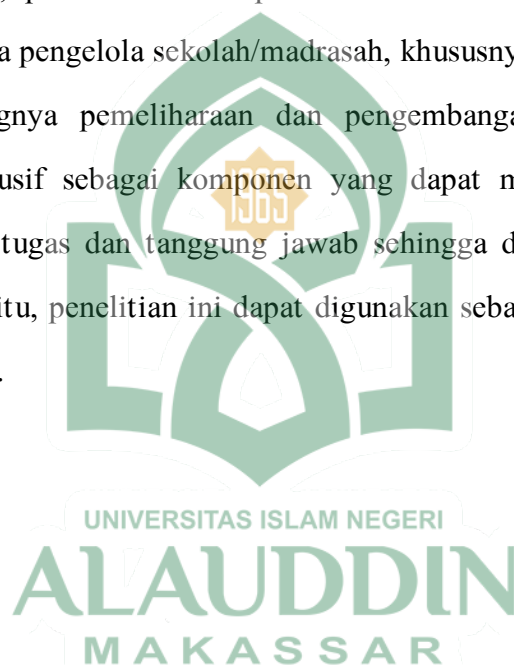 a pengelola sekolah/madrasah, khususny
gnya pemeliharaan dan pengembanga
usif sebagai komponen yang dapat m
1965
tugas dan tanggung jawab sehingga d
itu, penelitian ini dapat digunakan seba
UNIVERSITAS ISLAM NEGERI
ALAUDDIN
MAKASSAR